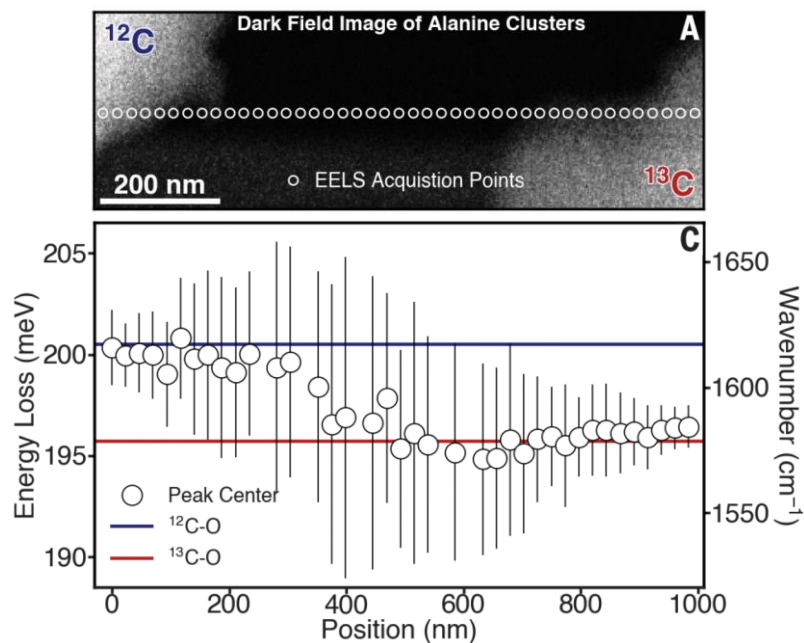 Dark Field Image of Alanine Clusters
A
¹²C
200 nm
EELS Acquistion Points
¹³C
C
205
200
195
190
Energy Loss (meV)
1650
1600
1550
Wavenumber (cm⁻¹)
Peak Center
¹²C-O
¹³C-O
0 200 400 600 800 1000
Position (nm)